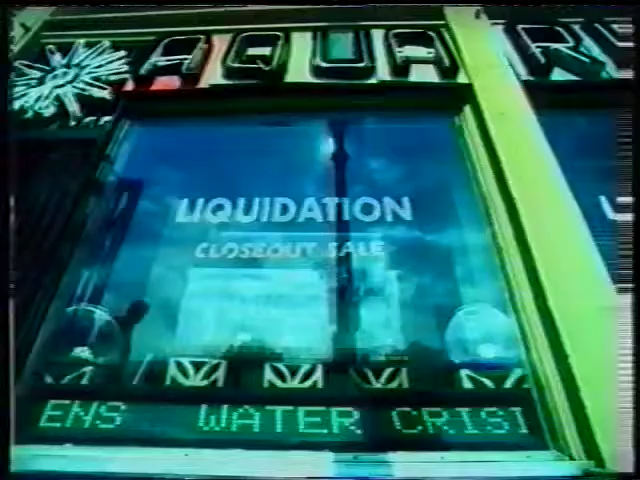 AQUA R
LIQUIDATION
CLOSEOUT SALE
ENS WATER CRISI